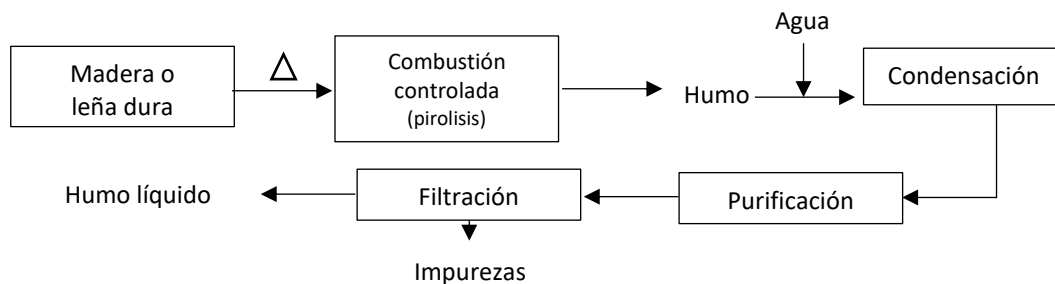 Agua
Madera o
leña dura
Δ
Combustión
controlada
(pirolisis)
Humo
Condensación
Humo líquido
Filtración
Purificación
Impurezas